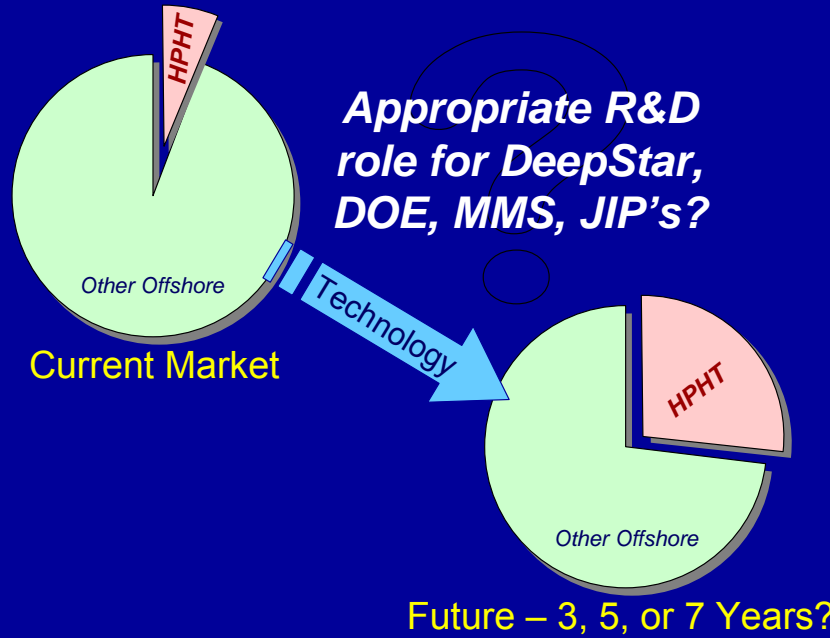 HPHT
Appropriate R&D
role for DeepStar,
DOE, MMS, JIP's?
Other Offshore
Technology
Current Market
HPHT
Other Offshore
Future – 3, 5, or 7 Years?
?